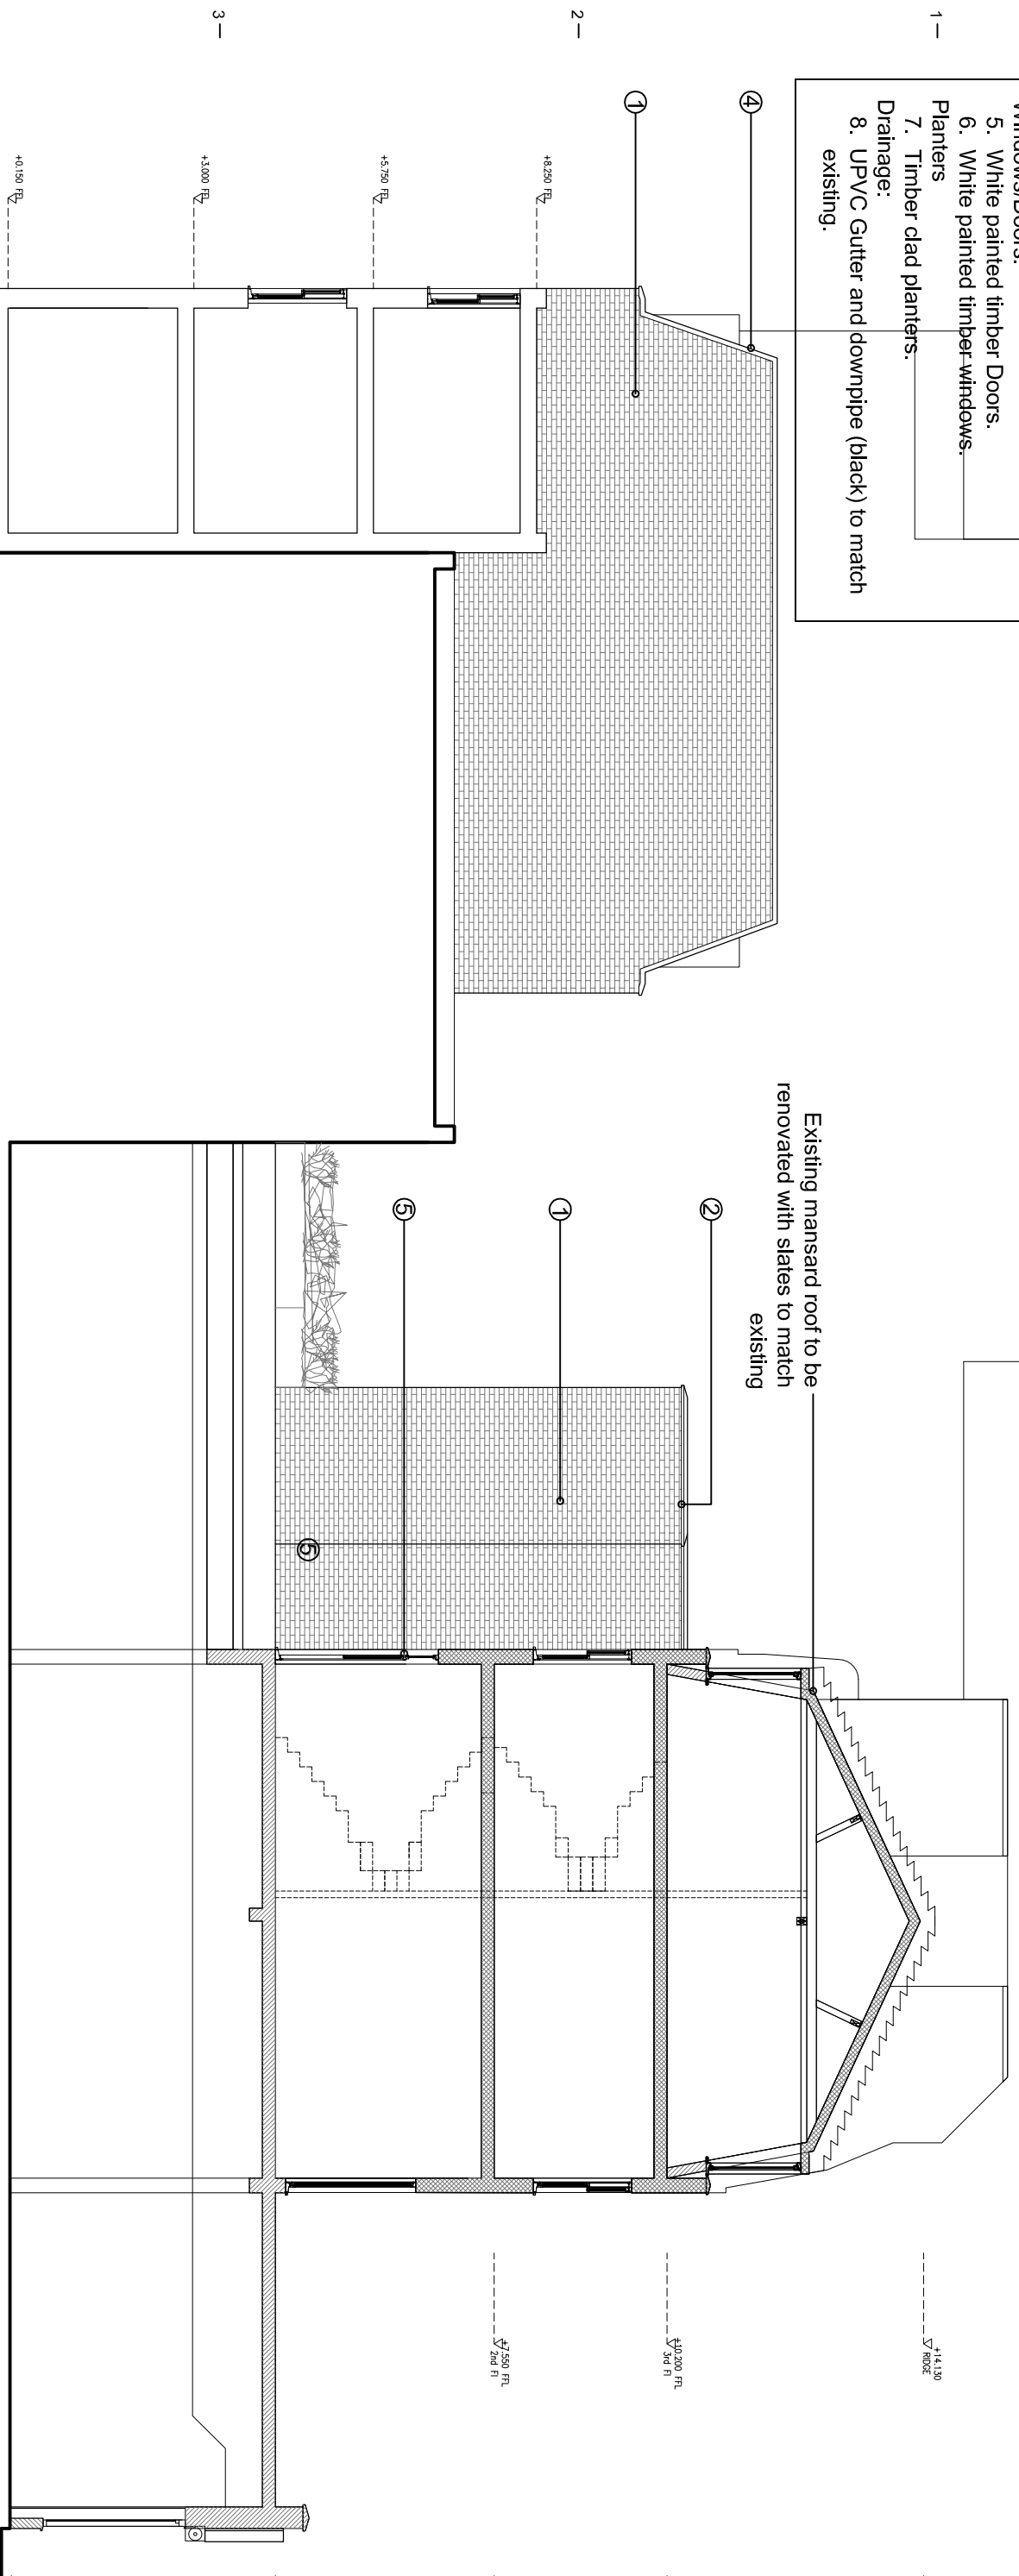 Windows/Doors:
5. White painted timber Doors.
6. White painted timber windows.
Planters
7. Timber clad planters.
Drainage:
8. UPVC Gutter and downpipe (black) to match
existing.
1
2
3
4
1
+8.250 FFL
+5.750 FFL
+3.000 FFL
+0.150 FFL
Existing mansard roof to be
renovated with slates to match
existing
2
1
5
5
+14.130
RIDGE
+10.200 FFL
3rd Fl
+7.550 FFL
2nd Fl